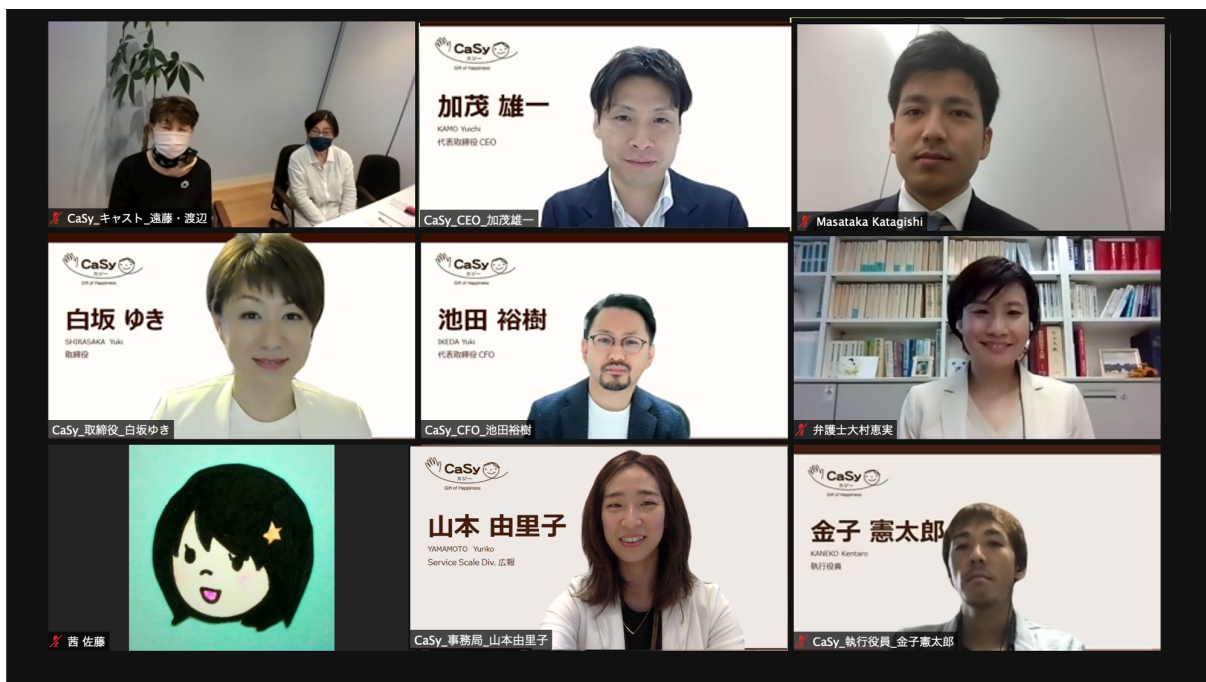 CaSy_キャスト_遠藤・渡辺
CaSy
カジー
Gift of Happiness
加茂 雄一
KAMO Yuichi
代表取締役 CEO
CaSy_CEO_加茂雄一
Masataka Katagishi
CaSy
カジー
Gift of Happiness
白坂 ゆき
SHIRASAKA Yuki
取締役
CaSy_取締役_白坂ゆき
CaSy
カジー
Gift of Happiness
池田 裕樹
IKEDA Yuki
代表取締役 CFO
CaSy_CFO_池田裕樹
弁護士大村恵実
茜 佐藤
CaSy
カジー
Gift of Happiness
山本 由里子
YAMAMOTO Yuriko
Service Scale Div. 広報
CaSy_事務局_山本由里子
CaSy
カジー
Gift of Happiness
金子 憲太郎
KANEKO Kentaro
執行役員
CaSy_執行役員_金子憲太郎